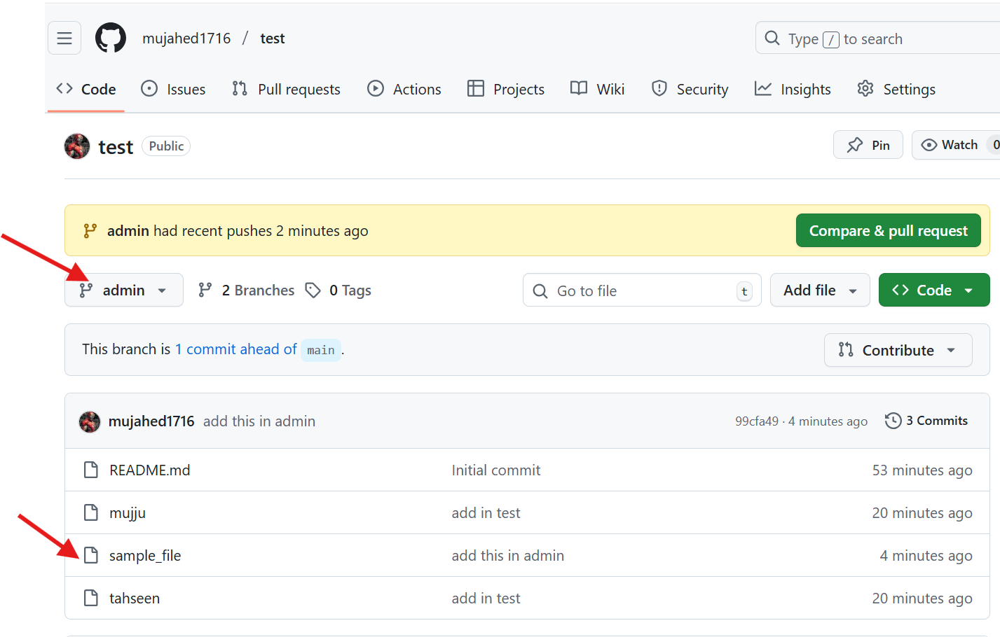 mujahed1716 / test
Type / to search
Code Issues Pull requests Actions Projects Wiki Security Insights Settings
test Public
Pin Watch 0
admin had recent pushes 2 minutes ago
Compare & pull request
admin 2 Branches 0 Tags
Go to file t
Add file Code
This branch is 1 commit ahead of main .
Contribute
mujahed1716 add this in admin 99cfa49 · 4 minutes ago 3 Commits
README.md Initial commit 53 minutes ago
mujju add in test 20 minutes ago
sample_file add this in admin 4 minutes ago
tahseen add in test 20 minutes ago